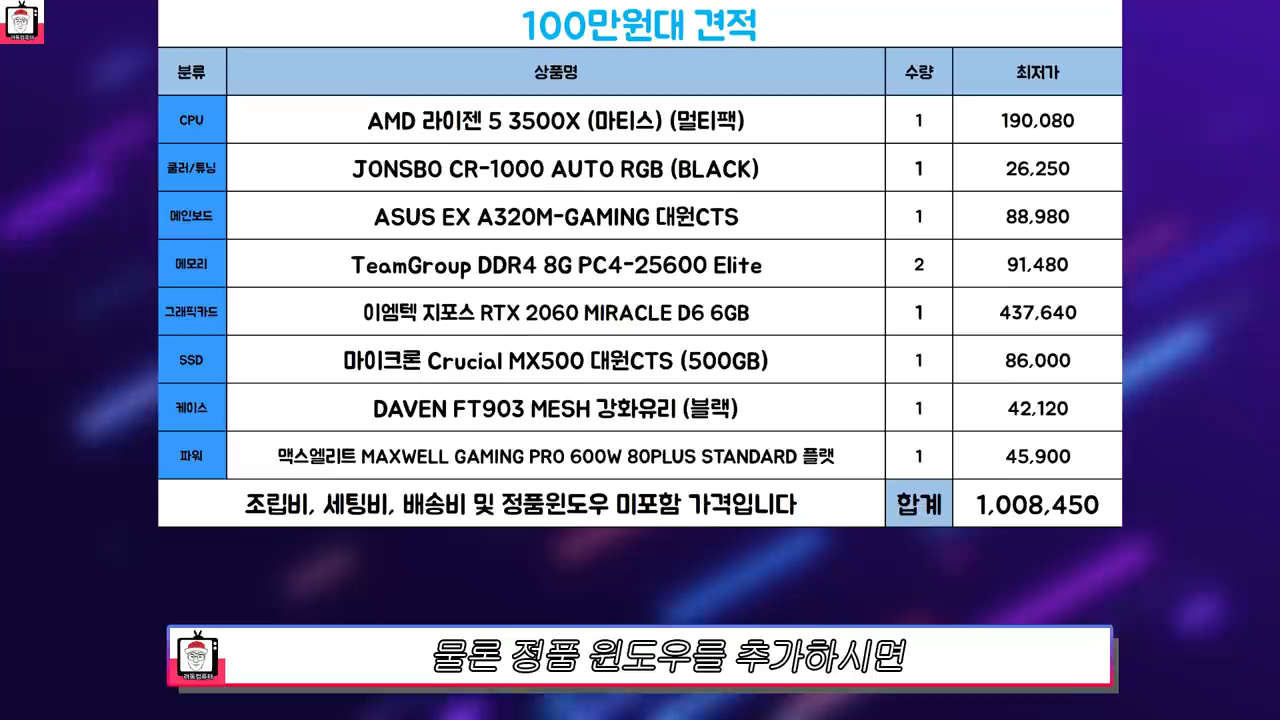 100만원대 견적
분류 상품명 수량 최저가
CPU AMD 라이젠 5 3500X (마티스) (멀티팩) 1 190,080
쿨러/튜닝 JONSBO CR-1000 AUTO RGB (BLACK) 1 26,250
메인보드 ASUS EX A320M-GAMING 대원CTS 1 88,980
메모리 TeamGroup DDR4 8G PC4-25600 Elite 2 91,480
그래픽카드 이엠텍 지포스 RTX 2060 MIRACLE D6 6GB 1 437,640
SSD 마이크론 Crucial MX500 대원CTS (500GB) 1 86,000
케이스 DAVEN FT903 MESH 강화유리 (블랙) 1 42,120
파워 맥스엘리트 MAXWELL GAMING PRO 600W 80PLUS STANDARD 플랫 1 45,900
조립비, 세팅비, 배송비 및 정품윈도우 미포함 가격입니다 합계 1,008,450
물론 정품 윈도우를 추가하시면